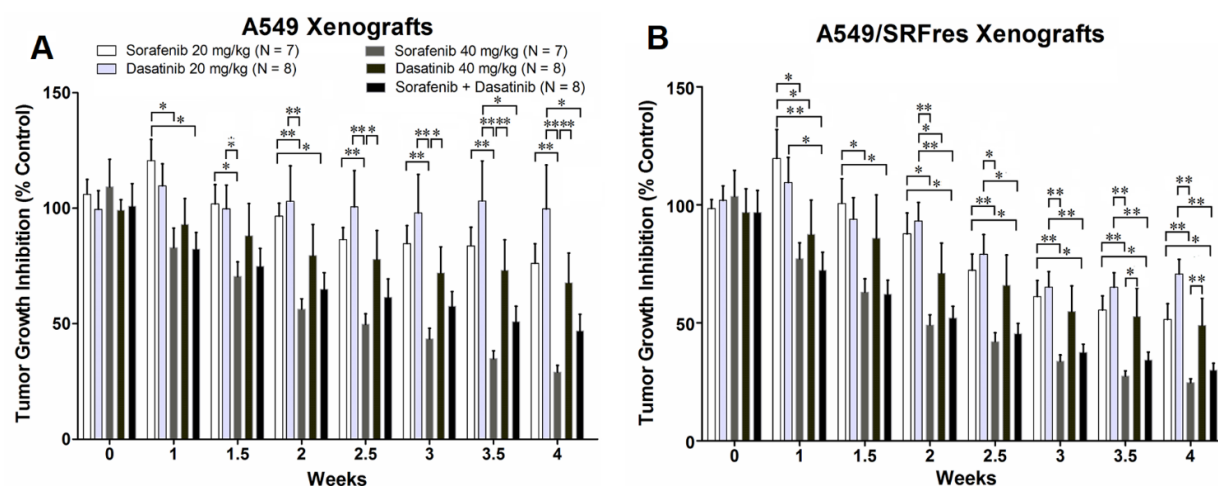 A549 Xenografts
A
Sorafenib 20 mg/kg (N = 7)
Sorafenib 40 mg/kg (N = 7)
Dasatinib 20 mg/kg (N = 8)
Dasatinib 40 mg/kg (N = 8)
Sorafenib + Dasatinib (N = 8)
Tumor Growth Inhibition (% Control)
150
100
50
0
* *
* * *
** ** *
** ** *
** ** *
** ** ** *
** ** ** *
0 1 1.5 2 2.5 3 3.5 4
Weeks
B
A549/SRFres Xenografts
Tumor Growth Inhibition (% Control)
150
100
50
0
* * ** *
* *
** * ** * *
* * ** *
** ** ** *
** ** ** * *
** ** ** * **
0 1 1.5 2 2.5 3 3.5 4
Weeks